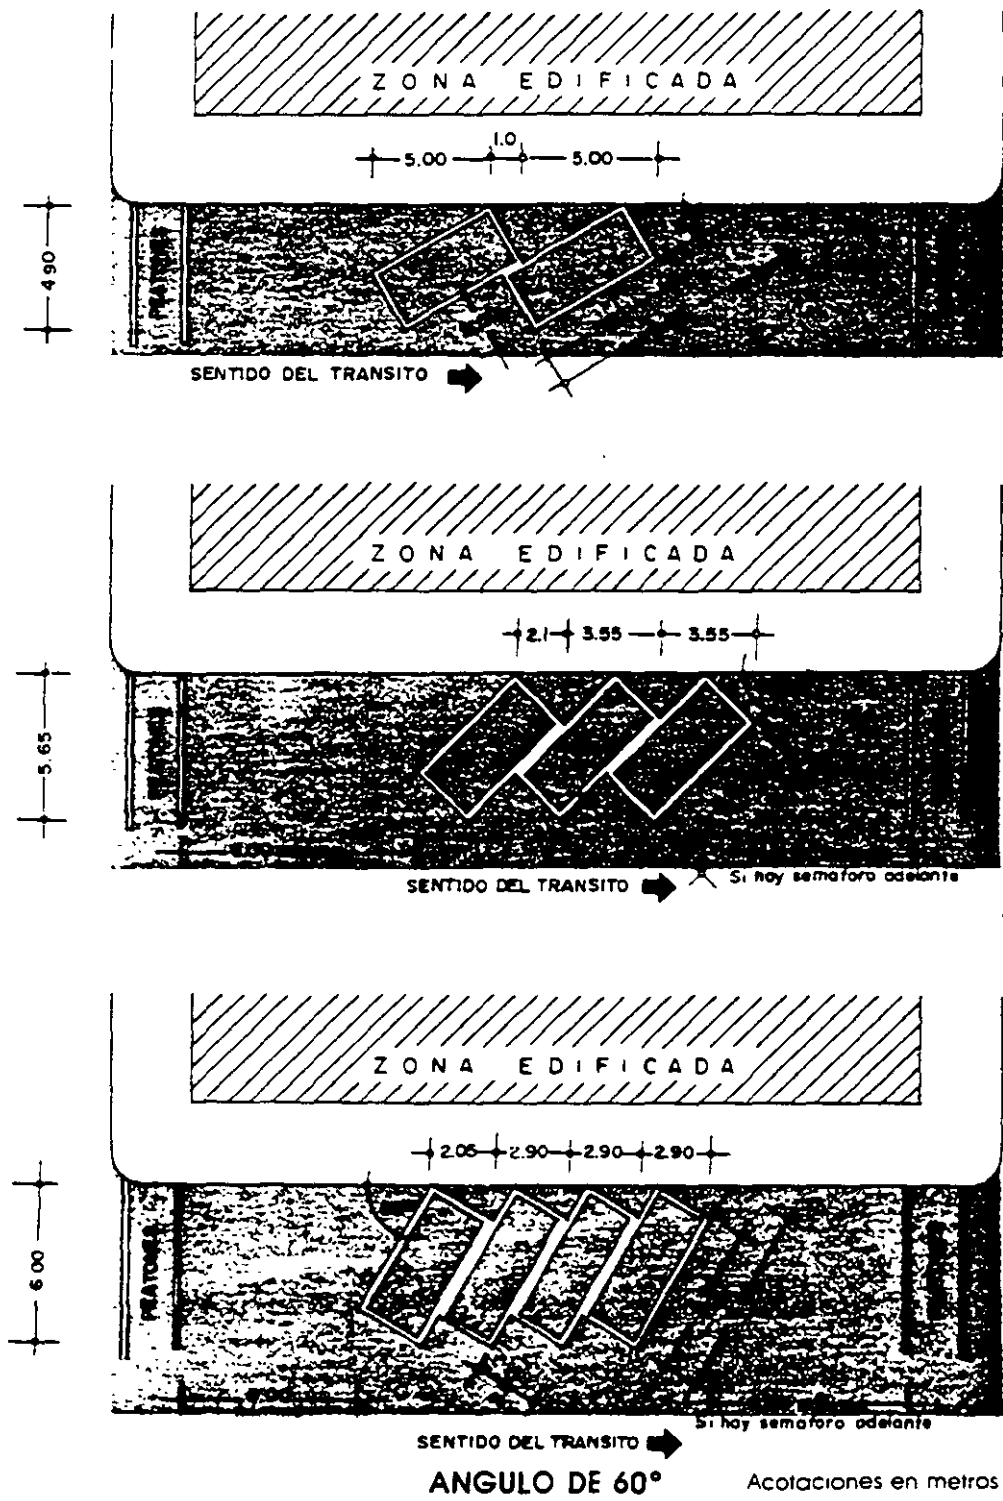 ZONA EDIFICADA
1.0
5.00 5.00
4.90
PEATONES
SENTIDO DEL TRANSITO
ZONA EDIFICADA
2.1 3.55 3.55
5.65
SENTIDO DEL TRANSITO
Si hay semaforo adelante
ZONA EDIFICADA
2.05 2.90 2.90 2.90
6.00
PEATONES
Si hay semaforo adelante
SENTIDO DEL TRANSITO
ANGULO DE 60°
Acotaciones en metros